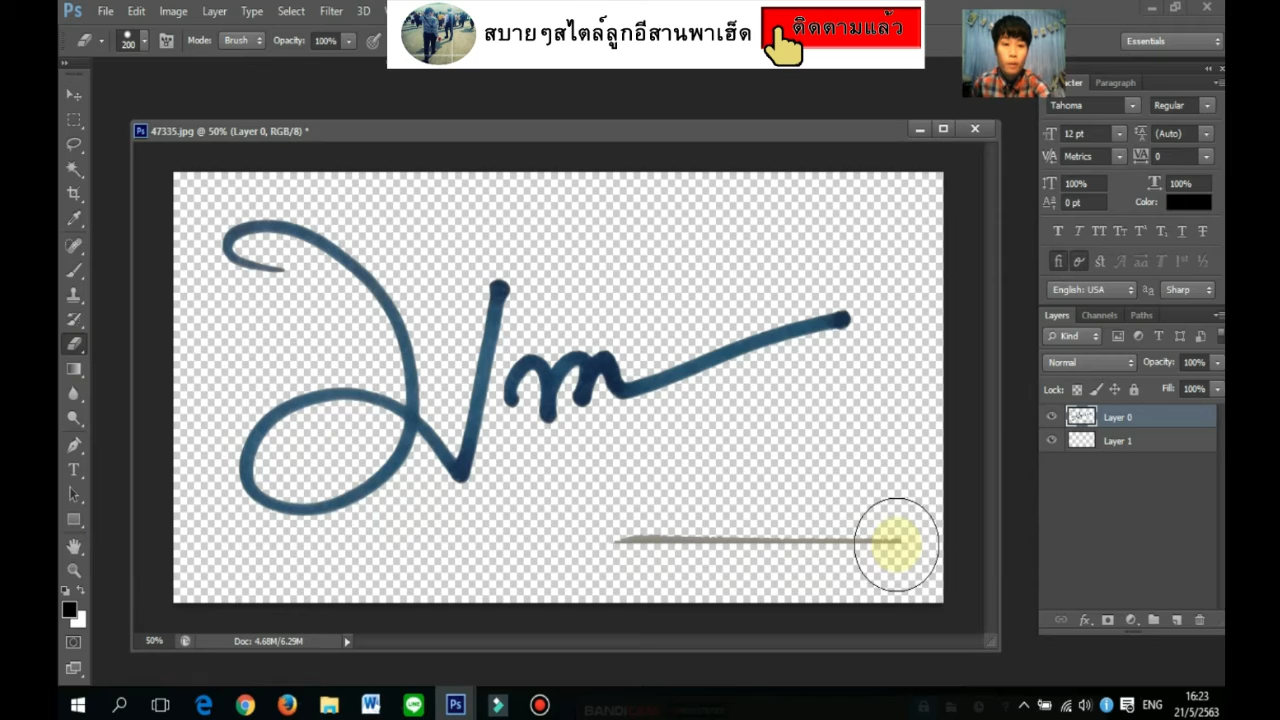 Ps File Edit Image Layer Type Select Filter 3D
สบายๆสไตล์ลูกอีสานพาเฮ็ด ติดตามแล้ว
200 Mode: Brush Opacity: 100% Essentials
Paragraph
Tahoma Regular
47335.jpg @ 50% (Layer 0, RGB/8) *
12 pt (Auto)
Metrics 0
100% 100%
0 pt Color:
English: USA Sharp
Layers Channels Paths
Kind
Normal Opacity: 100%
Lock: Fill: 100%
Layer 0
Layer 1
50% Doc: 4.68M/6.29M
ENG
16:23
21/5/2563